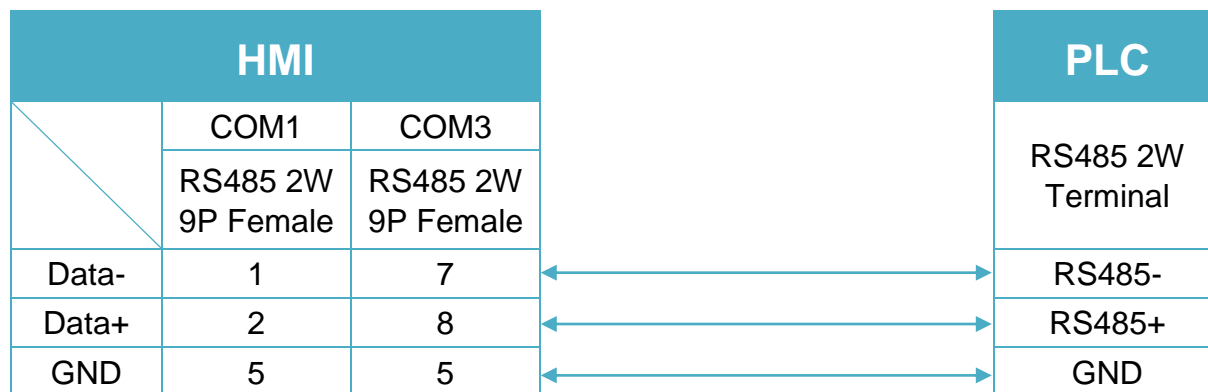 HMI
PLC
COM1 COM3
RS485 2W
9P Female
RS485 2W
9P Female
RS485 2W
Terminal
Data- 1 7 RS485-
Data+ 2 8 RS485+
GND 5 5 GND